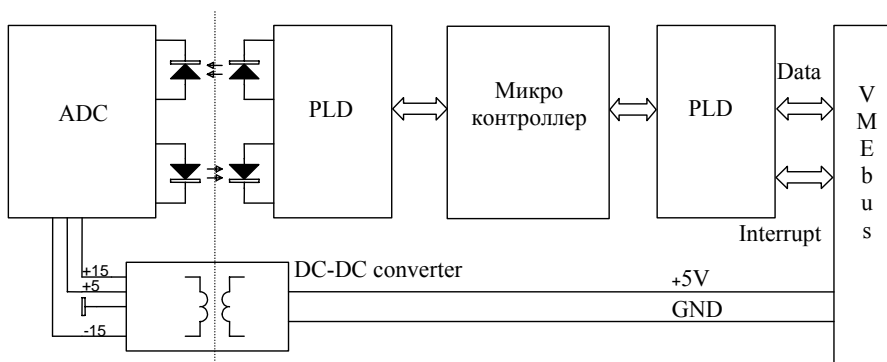 ADC
PLD
Микро
контроллер
PLD
Data
Interrupt
V
M
E
b
u
s
DC-DC converter
+15
+5
-15
+5V
GND